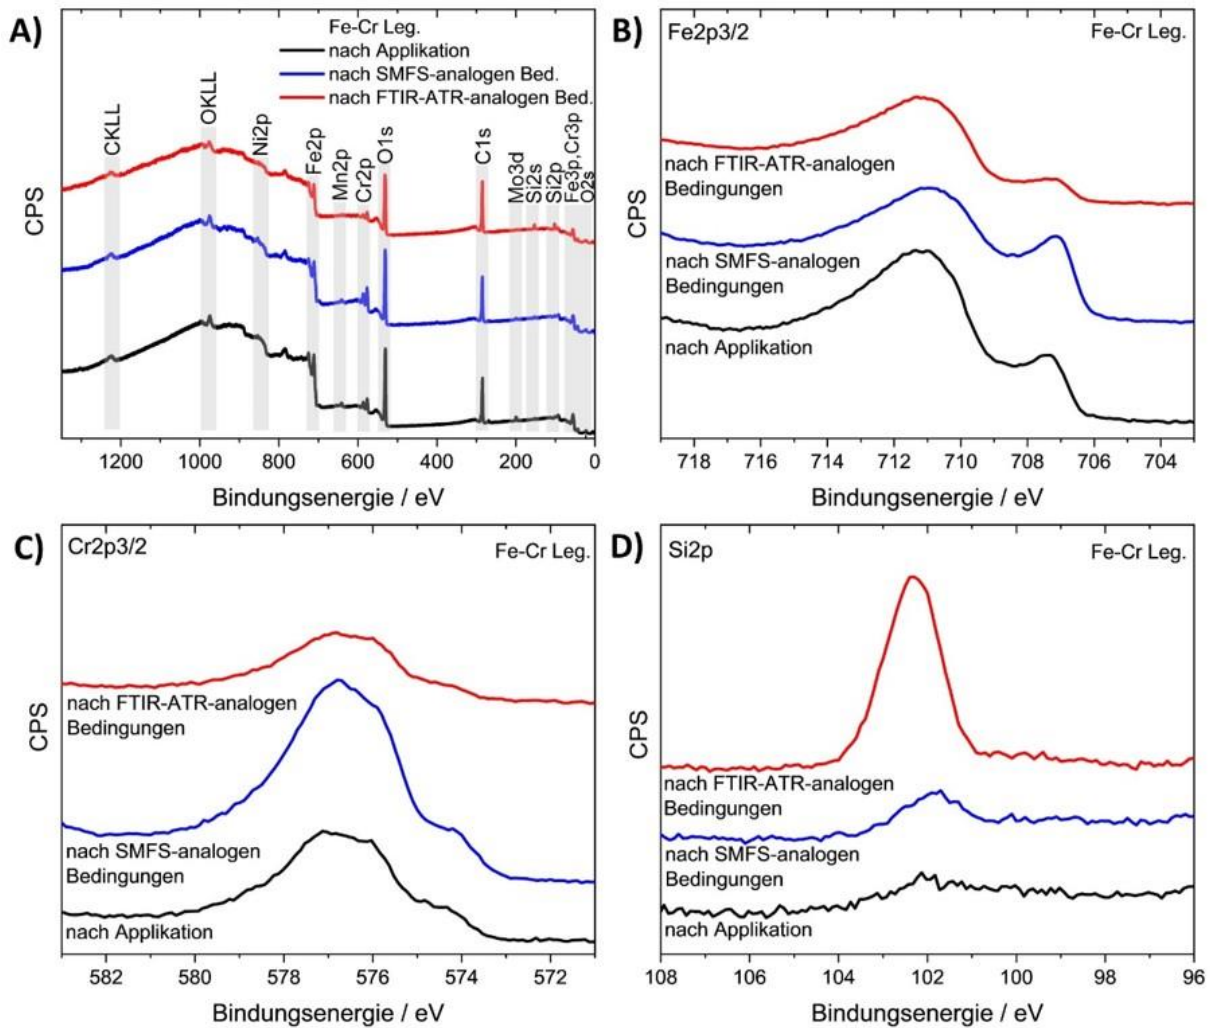 A)
Fe-Cr Leg.
nach Applikation
nach SMFS-analogen Bed.
nach FTIR-ATR-analogen Bed.
CKLL
OKLL
Ni2p
Fe2p
Mn2p
Cr2p
O1s
C1s
Mo3d
Si2s
Si2p
Fe3p,Cr3p
O2s
CPS
1200 1000 800 600 400 200 0
Bindungsenergie / eV
B)
Fe2p3/2
Fe-Cr Leg.
nach FTIR-ATR-analogen
Bedingungen
nach SMFS-analogen
Bedingungen
nach Applikation
CPS
718 716 714 712 710 708 706 704
Bindungsenergie / eV
C)
Cr2p3/2
Fe-Cr Leg.
nach FTIR-ATR-analogen
Bedingungen
nach SMFS-analogen
Bedingungen
nach Applikation
CPS
582 580 578 576 574 572
Bindungsenergie / eV
D)
Si2p
Fe-Cr Leg.
nach FTIR-ATR-analogen
Bedingungen
nach SMFS-analogen
Bedingungen
nach Applikation
CPS
108 106 104 102 100 98 96
Bindungsenergie / eV